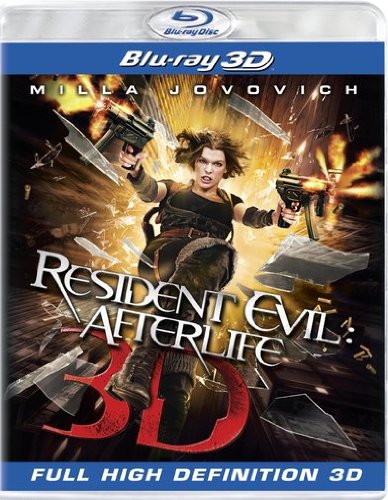 Blu-ray Disc
Blu-ray 3D
MILLA JOVOVICH
RESIDENT EVIL:
AFTERLIFE
3D
FULL HIGH DEFINITION 3D